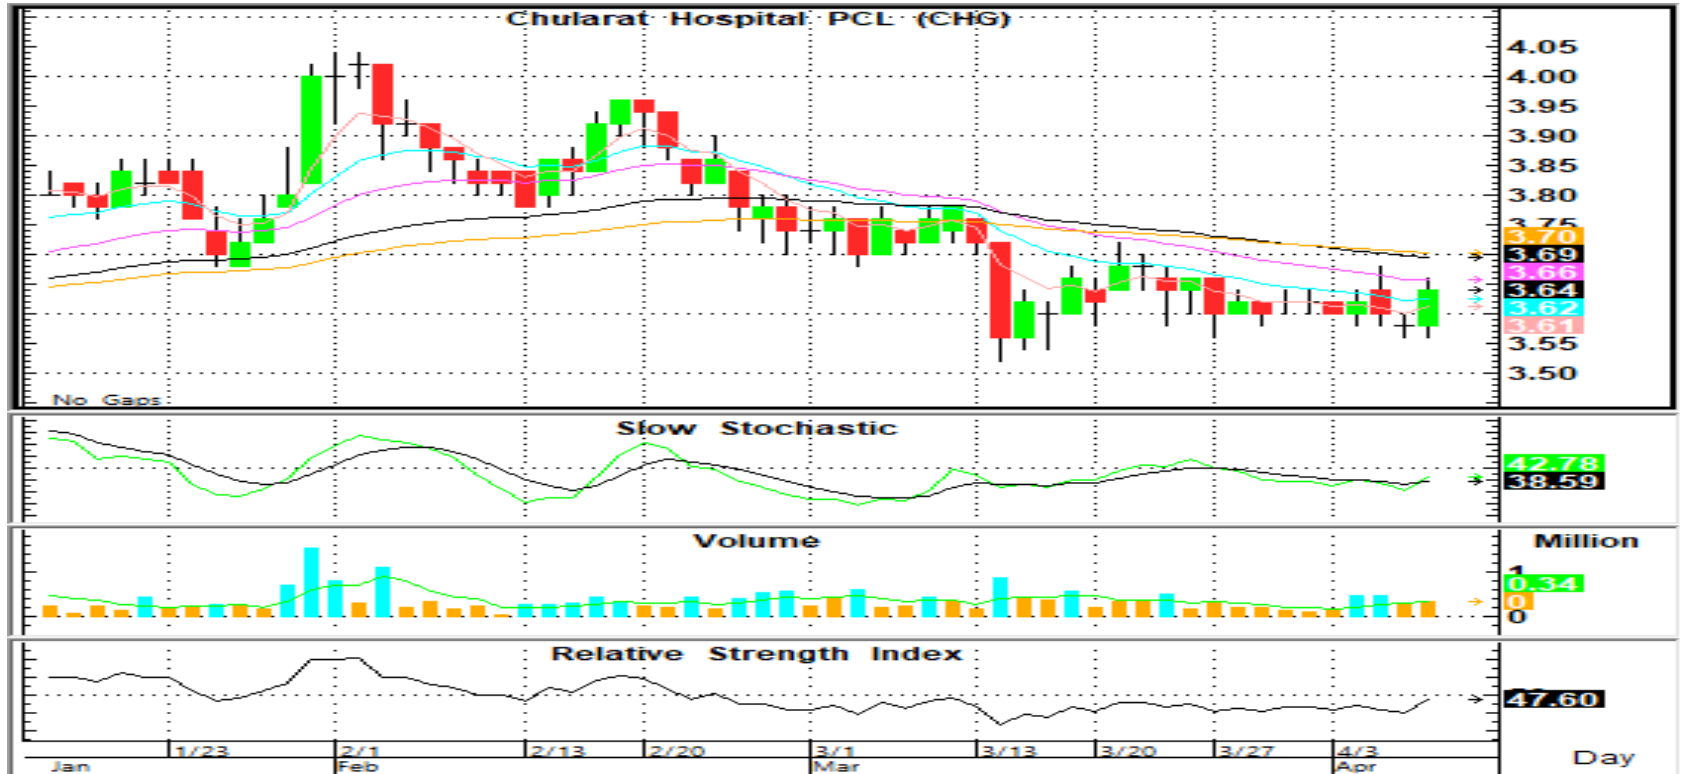 Chularat Hospital PCL (CHG)
4.05
4.00
3.95
3.90
3.85
3.80
3.75
3.70
3.69
3.66
3.64
3.62
3.61
3.55
3.50
No Gaps
Slow Stochastic
42.78
38.59
Volume
Million
1
0.34
0
0
Relative Strength Index
47.60
1/23 2/1 2/13 2/20 3/1 3/13 3/20 3/27 4/3
Jan Feb Mar Apr Day